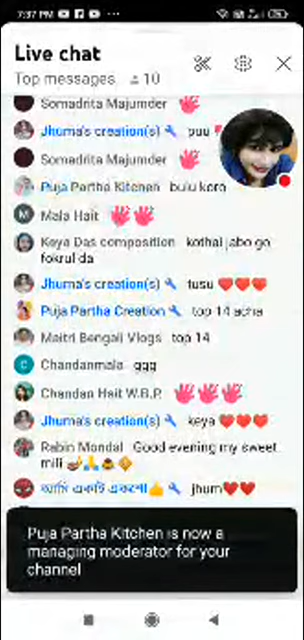 7:37 PM
Live chat
Top messages 10
Somadrita Majumder
Jhuma's creation(s) puu
Somadrita Majumder
Puja Partha Kitchen bulu koro
M Mala Hait
Keya Das composition kothai jabo go
fokrul da
Jhuma's creation(s) tusu
Puja Partha Creation top 14 acha
Maitri Bengali Vlogs top 14
C Chandanmala ggg
Chandan Hait W.B.P.
Jhuma's creation(s) keya
Rabin Mondal Good evening my sweet
mili
আমি একাই একশো jhum
Puja Partha Kitchen is now a
managing moderator for your
channel